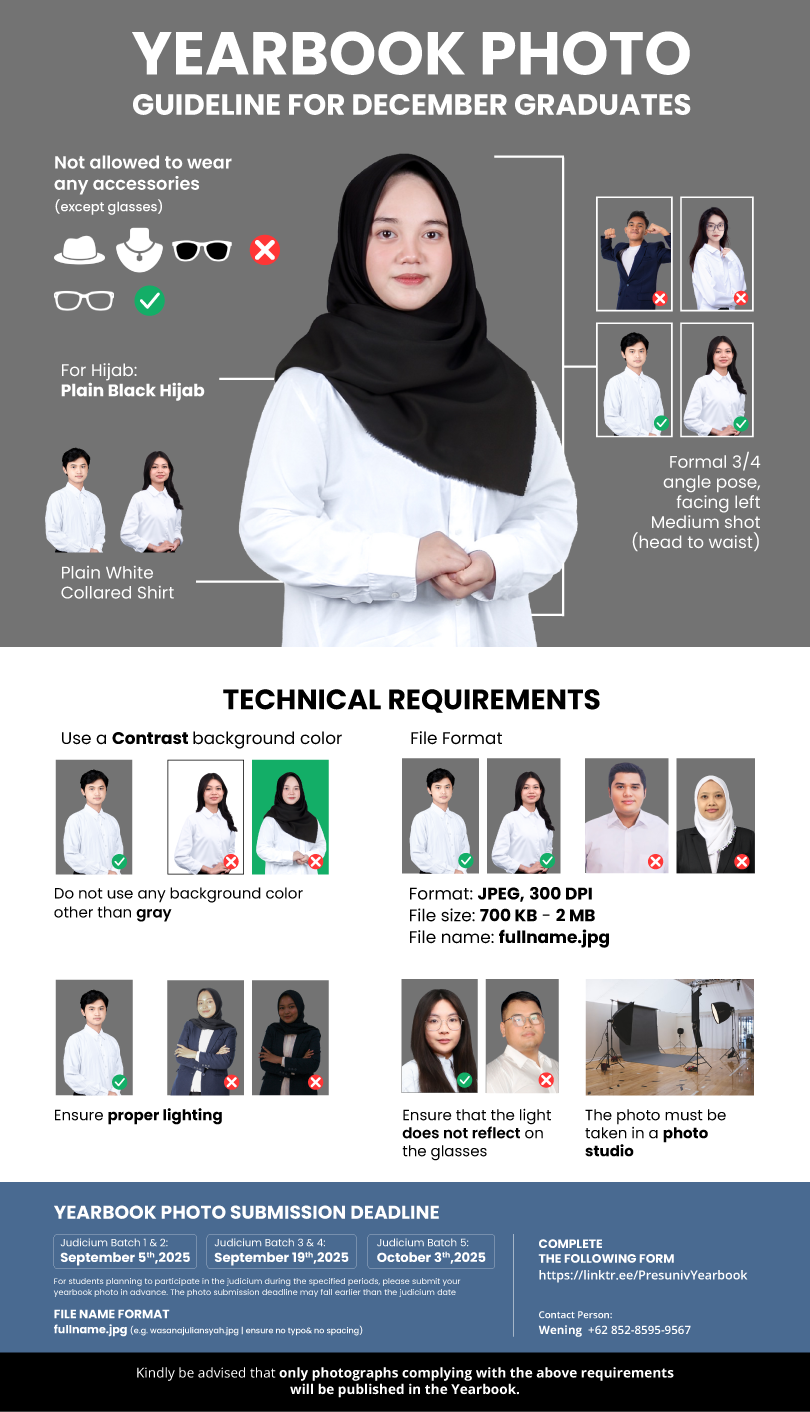 YEARBOOK PHOTO
GUIDELINE FOR DECEMBER GRADUATES
Not allowed to wear
any accessories
(except glasses)
For Hijab:
Plain Black Hijab
Plain White
Collared Shirt
Formal 3/4
angle pose,
facing left
Medium shot
(head to waist)
TECHNICAL REQUIREMENTS
Use a Contrast background color
Do not use any background color
other than gray
File Format
Format: JPEG, 300 DPI
File size: 700 KB - 2 MB
File name: fullname.jpg
Ensure proper lighting
Ensure that the light
does not reflect on
the glasses
The photo must be
taken in a photo
studio
YEARBOOK PHOTO SUBMISSION DEADLINE
Judicium Batch 1 & 2:
September 5th,2025
Judicium Batch 3 & 4:
September 19th,2025
Judicium Batch 5:
October 3th,2025
For students planning to participate in the judicium during the specified periods, please submit your
yearbook photo in advance. The photo submission deadline may fall earlier than the judicium date
FILE NAME FORMAT
fullname.jpg (e.g. wasanajuliansyah.jpg | ensure no typo& no spacing)
COMPLETE
THE FOLLOWING FORM
https://linktr.ee/PresunivYearbook
Contact Person:
Wening +62 852-8595-9567
Kindly be advised that only photographs complying with the above requirements
will be published in the Yearbook.